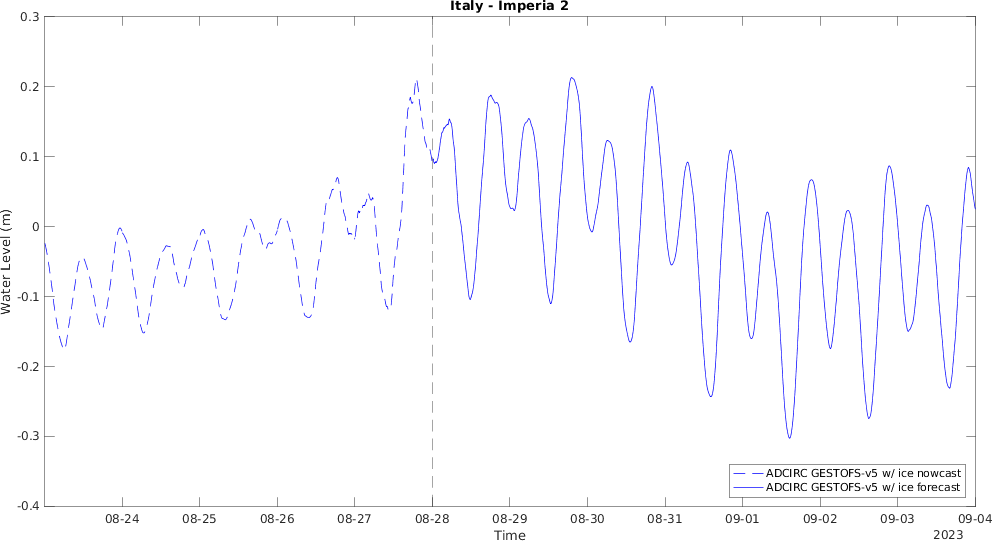 Italy - Imperia 2
0.3
0.2
0.1
0
-0.1
-0.2
-0.3
-0.4
Water Level (m)
ADCIRC GESTOFS-v5 w/ ice nowcast
ADCIRC GESTOFS-v5 w/ ice forecast
08-24 08-25 08-26 08-27 08-28 08-29 08-30 08-31 09-01 09-02 09-03 09-04
Time
2023